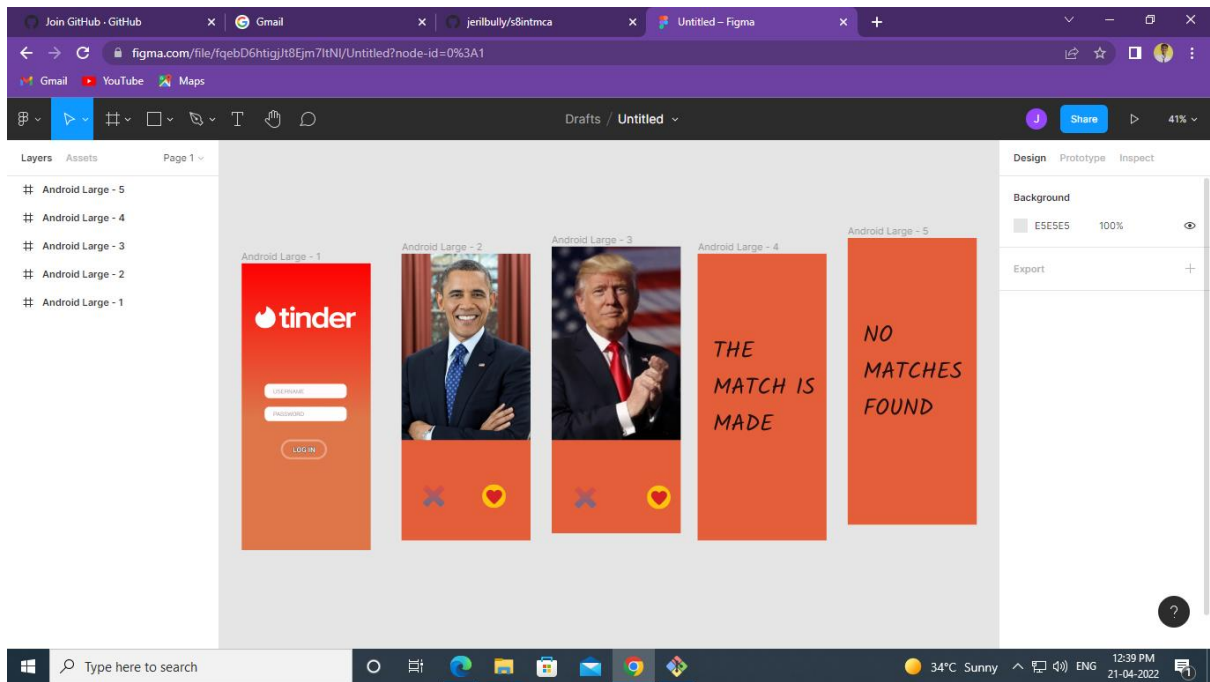 Join GitHub · GitHub
Gmail
jerilbully/s8intmca
Untitled – Figma
figma.com/file/fqebD6htigjJt8Ejm7ltNI/Untitled?node-id=0%3A1
Gmail YouTube Maps
Drafts / Untitled
J
Share
41%
Layers Assets Page 1
Design Prototype Inspect
Android Large - 5
Android Large - 4
Android Large - 3
Android Large - 2
Android Large - 1
Background
E5E5E5 100%
Export
Android Large - 1
tinder
USERNAME
PASSWORD
LOG IN
Android Large - 2
Android Large - 3
Android Large - 4
THE
MATCH IS
MADE
Android Large - 5
NO
MATCHES
FOUND
?
Type here to search
34°C Sunny
ENG
12:39 PM
21-04-2022
1